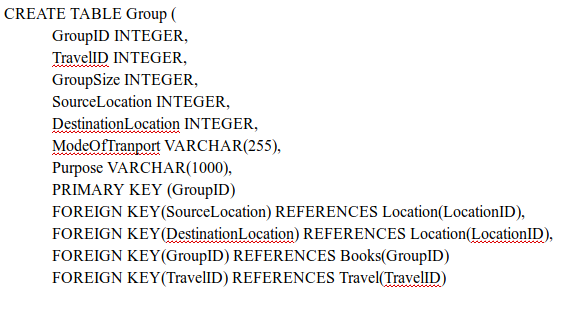 CREATE TABLE Group (
GroupID INTEGER,
TravelID INTEGER,
GroupSize INTEGER,
SourceLocation INTEGER,
DestinationLocation INTEGER,
ModeOfTranport VARCHAR(255),
Purpose VARCHAR(1000),
PRIMARY KEY (GroupID)
FOREIGN KEY(SourceLocation) REFERENCES Location(LocationID),
FOREIGN KEY(DestinationLocation) REFERENCES Location(LocationID),
FOREIGN KEY(GroupID) REFERENCES Books(GroupID)
FOREIGN KEY(TravelID) REFERENCES Travel(TravelID)